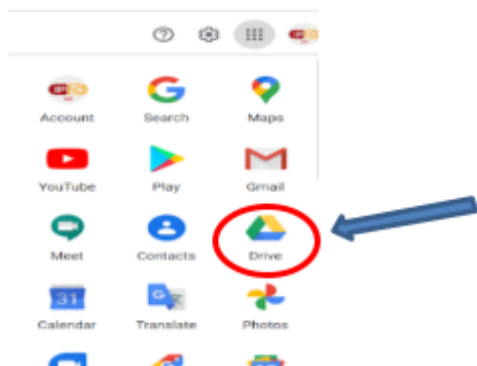 Account Search Maps
YouTube Play Gmail
Meet Contacts Drive
31
Calendar Translate Photos